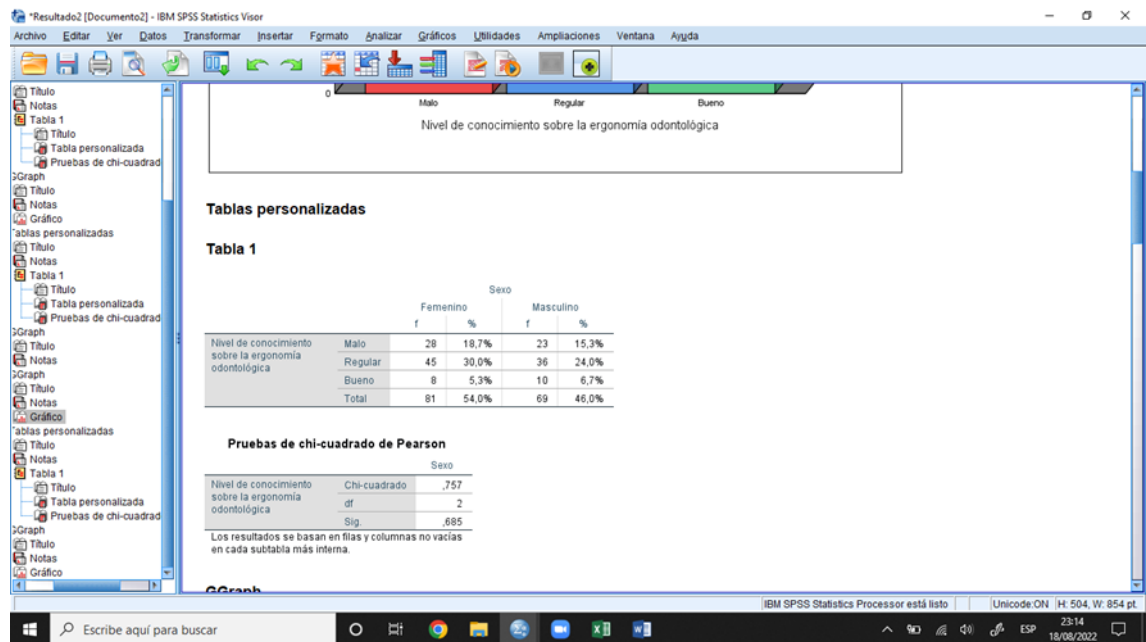 *Resultado2 [Documento2] - IBM SPSS Statistics Visor
Archivo Editar Ver Datos Transformar Insertar Formato Analizar Gráficos Utilidades Ampliaciones Ventana Ayuda
Título
Notas
Tabla 1
Título
Tabla personalizada
Pruebas de chi-cuadrad
GGraph
Título
Notas
Gráfico
Tablas personalizadas
Título
Notas
Tabla 1
Título
Tabla personalizada
Pruebas de chi-cuadrad
GGraph
Título
Notas
GGraph
Título
Notas
Gráfico
Tablas personalizadas
Título
Notas
Tabla 1
Título
Tabla personalizada
Pruebas de chi-cuadrad
GGraph
Título
Notas
Gráfico
0
Malo Regular Bueno
Nivel de conocimiento sobre la ergonomía odontológica
Tablas personalizadas
Tabla 1
Sexo
Femenino Masculino
f % f %
Nivel de conocimiento sobre la ergonomía odontológica
Malo 28 18,7% 23 15,3%
Regular 45 30,0% 36 24,0%
Bueno 8 5,3% 10 6,7%
Total 81 54,0% 69 46,0%
Pruebas de chi-cuadrado de Pearson
Sexo
Nivel de conocimiento sobre la ergonomía odontológica
Chi-cuadrado ,757
df 2
Sig. ,685
Los resultados se basan en filas y columnas no vacías
en cada subtabla más interna.
GGraph
IBM SPSS Statistics Processor está listo Unicode:ON H: 504, W: 854 pt.
Escribe aquí para buscar
ESP
23:14
18/08/2022